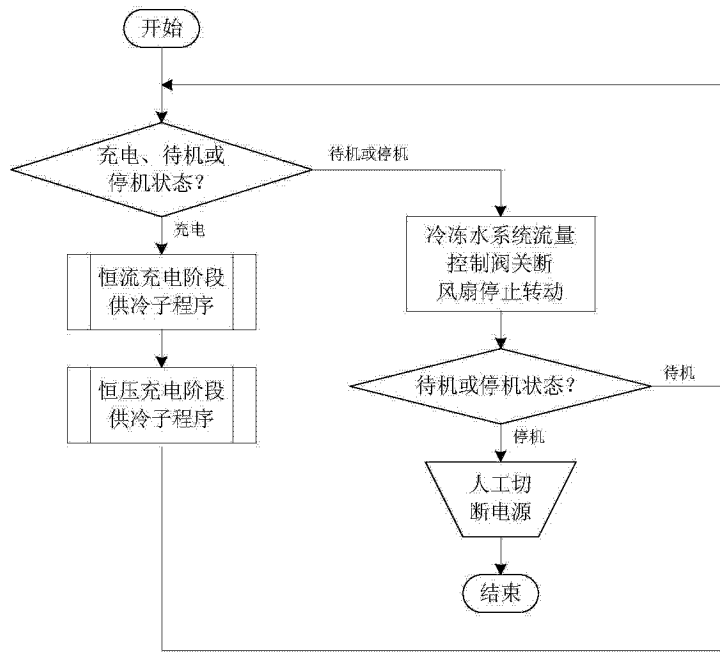 开始
充电、待机或
停机状态？
待机或停机
充电
恒流充电阶段
供冷子程序
恒压充电阶段
供冷子程序
冷冻水系统流量
控制阀关断
风扇停止转动
待机或停机状态？
待机
停机
人工切
断电源
结束